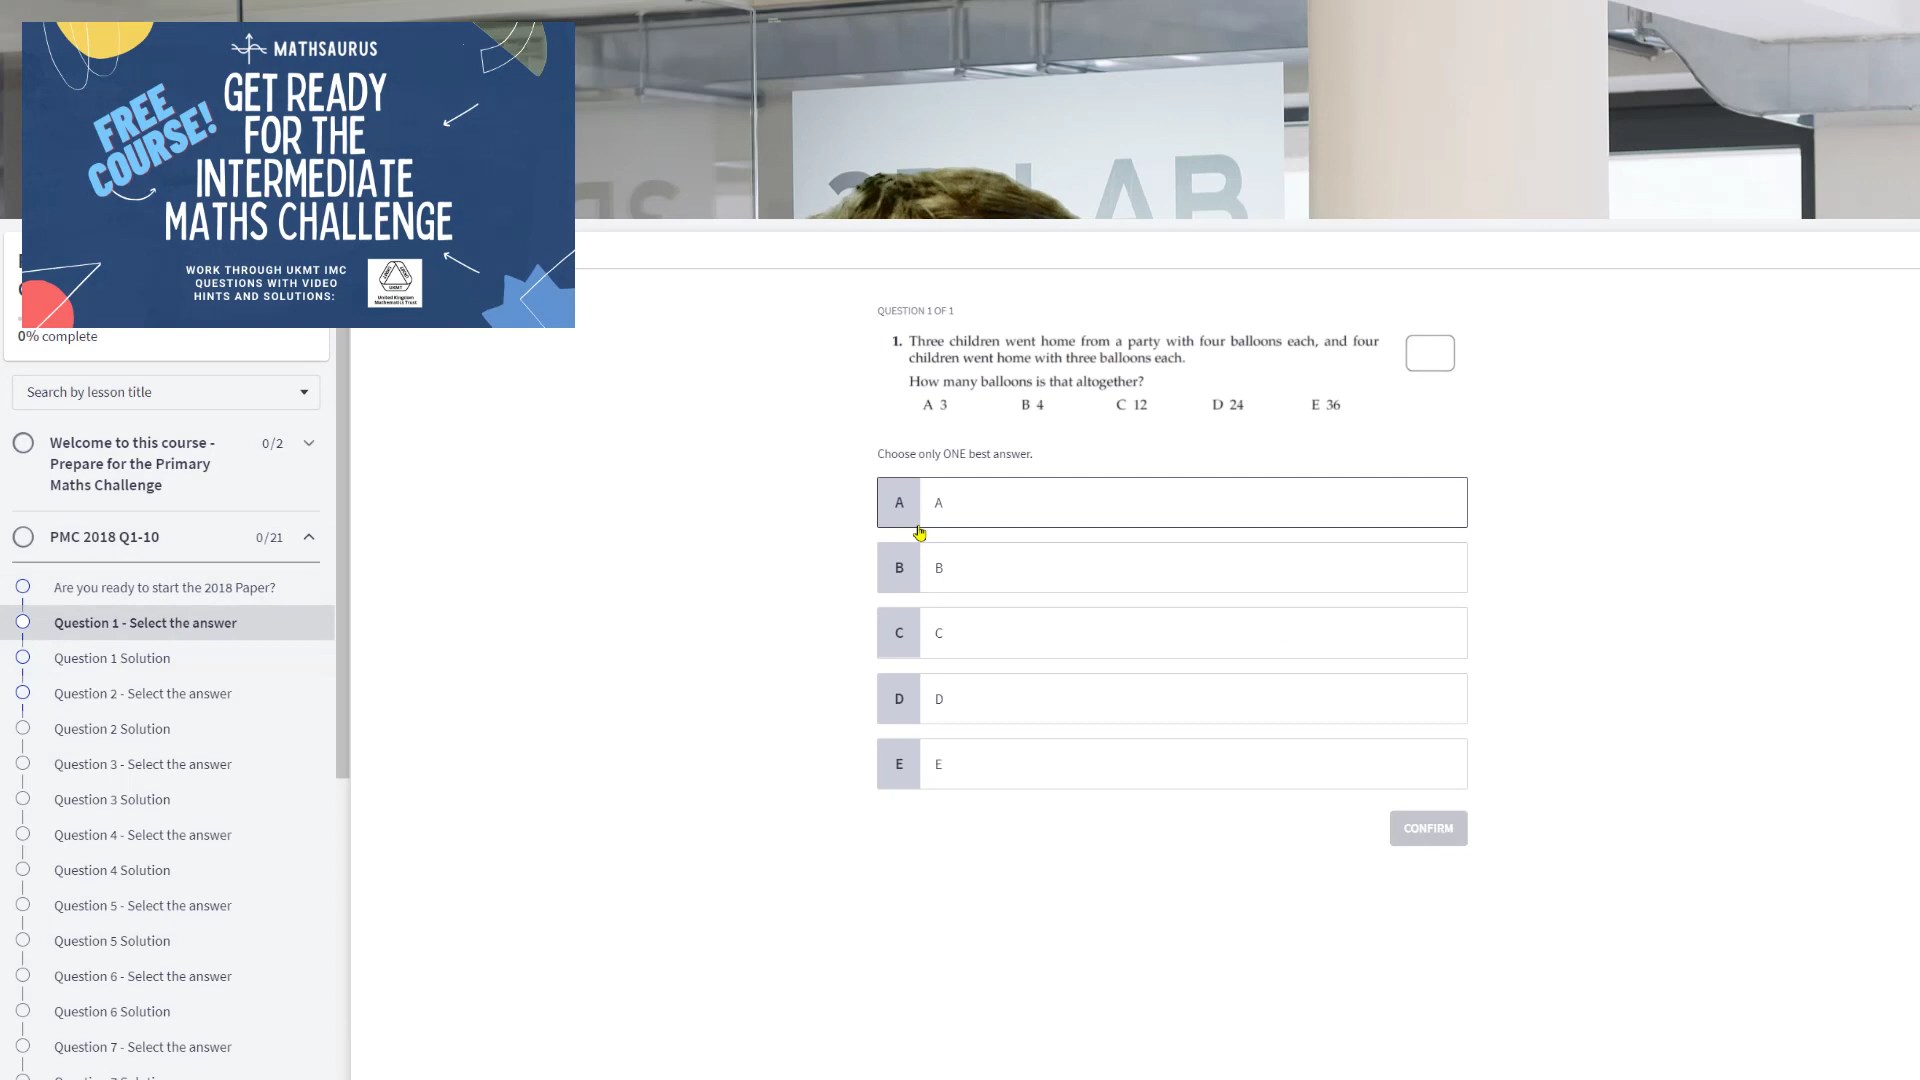 MATHSAURUS
FREE
COURSE!
GET READY
FOR THE
INTERMEDIATE
MATHS CHALLENGE
WORK THROUGH UKMT IMC
QUESTIONS WITH VIDEO
HINTS AND SOLUTIONS:
UKMT
United Kingdom
Mathematics Trust
LAB
0% complete
Search by lesson title
Welcome to this course -
Prepare for the Primary
Maths Challenge
0/2
PMC 2018 Q1-10
0/21
Are you ready to start the 2018 Paper?
Question 1 - Select the answer
Question 1 Solution
Question 2 - Select the answer
Question 2 Solution
Question 3 - Select the answer
Question 3 Solution
Question 4 - Select the answer
Question 4 Solution
Question 5 - Select the answer
Question 5 Solution
Question 6 - Select the answer
Question 6 Solution
Question 7 - Select the answer
QUESTION 1 OF 1
1. Three children went home from a party with four balloons each, and four
children went home with three balloons each.
How many balloons is that altogether?
A 3 B 4 C 12 D 24 E 36
Choose only ONE best answer.
A A
B B
C C
D D
E E
CONFIRM